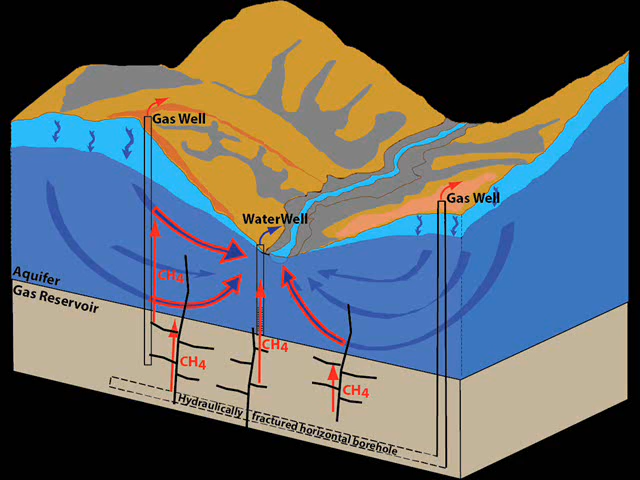 Gas Well
Gas Well
WaterWell
Aquifer
Gas Reservoir
CH4
CH4
CH4
CH4
Hydraulically fractured horizontal borehole